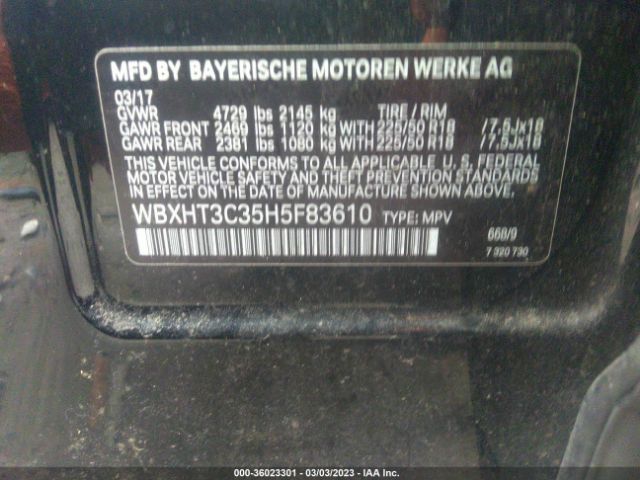 MFD BY BAYERISCHE MOTOREN WERKE AG
03/17
GVWR 4729 lbs 2145 kg TIRE / RIM
GAWR FRONT 2469 lbs 1120 kg WITH 225/50 R18 /7.5Jx18
GAWR REAR 2381 lbs 1080 kg WITH 225/50 R18 /7.5Jx18
THIS VEHICLE CONFORMS TO ALL APPLICABLE U.S. FEDERAL
MOTOR VEHICLE SAFETY AND THEFT PREVENTION STANDARDS
IN EFFECT ON THE DATE OF MANUFACTURE SHOWN ABOVE.
WBXHT3C35H5F83610 TYPE: MPV
668/9
7 320 730
000-36023301 - 03/03/2023 - IAA Inc.